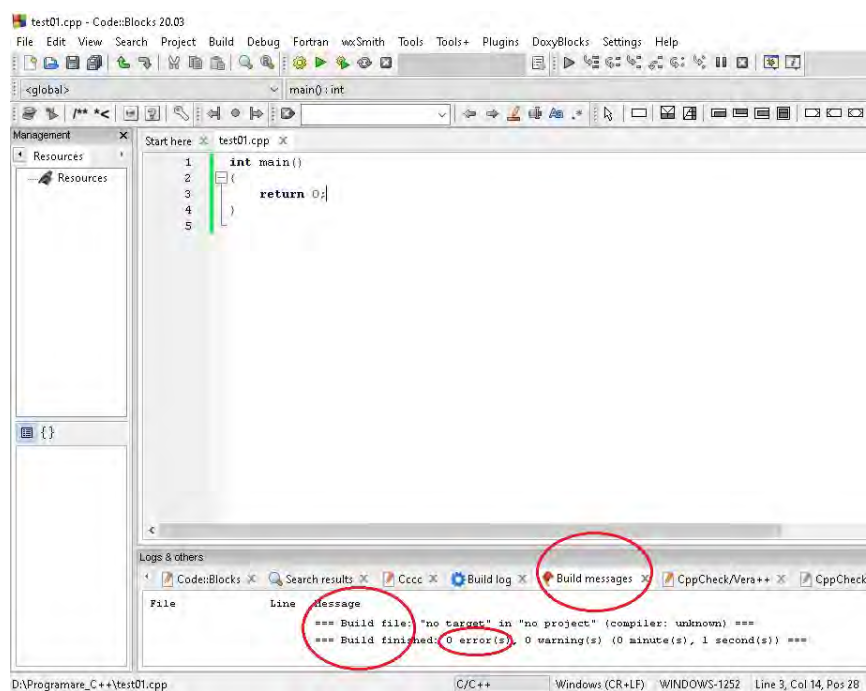 test01.cpp - Code::Blocks 20.03
File Edit View Search Project Build Debug Fortran wxSmith Tools Tools+ Plugins DoxyBlocks Settings Help
<global> main() : int
/** *<
Management
Start here test01.cpp
Resources
Resources
1 int main()
2 {
3 return 0;
4 }
5
{}
Logs & others
Code::Blocks Search results Cccc Build log Build messages CppCheck/Vera++ CppCheck
File Line Message
=== Build file: "no target" in "no project" (compiler: unknown) ===
=== Build finished: 0 error(s), 0 warning(s) (0 minute(s), 1 second(s)) ===
D:\Programare_C++\test01.cpp C/C++ Windows (CR+LF) WINDOWS-1252 Line 3, Col 14, Pos 28